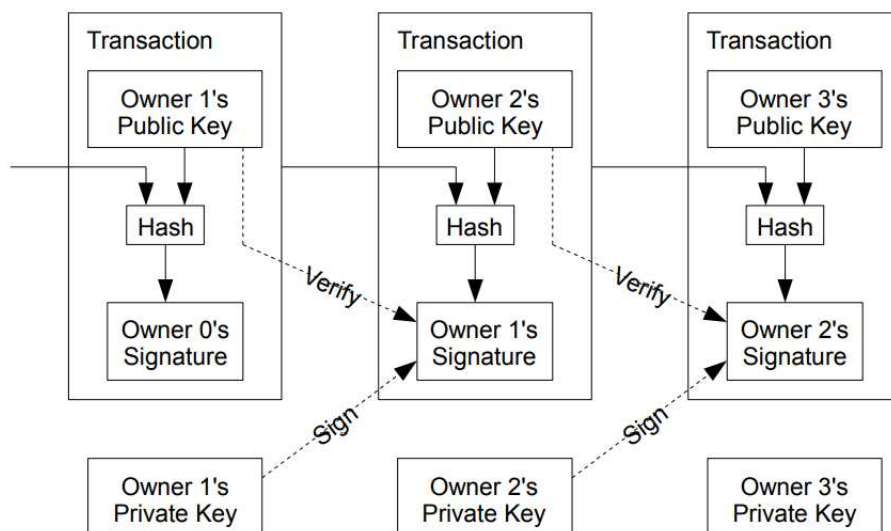 Transaction
Owner 1's
Public Key
Hash
Owner 0's
Signature
Transaction
Owner 2's
Public Key
Hash
Verify
Owner 1's
Signature
Transaction
Owner 3's
Public Key
Hash
Verify
Owner 2's
Signature
Sign
Sign
Owner 1's
Private Key
Owner 2's
Private Key
Owner 3's
Private Key